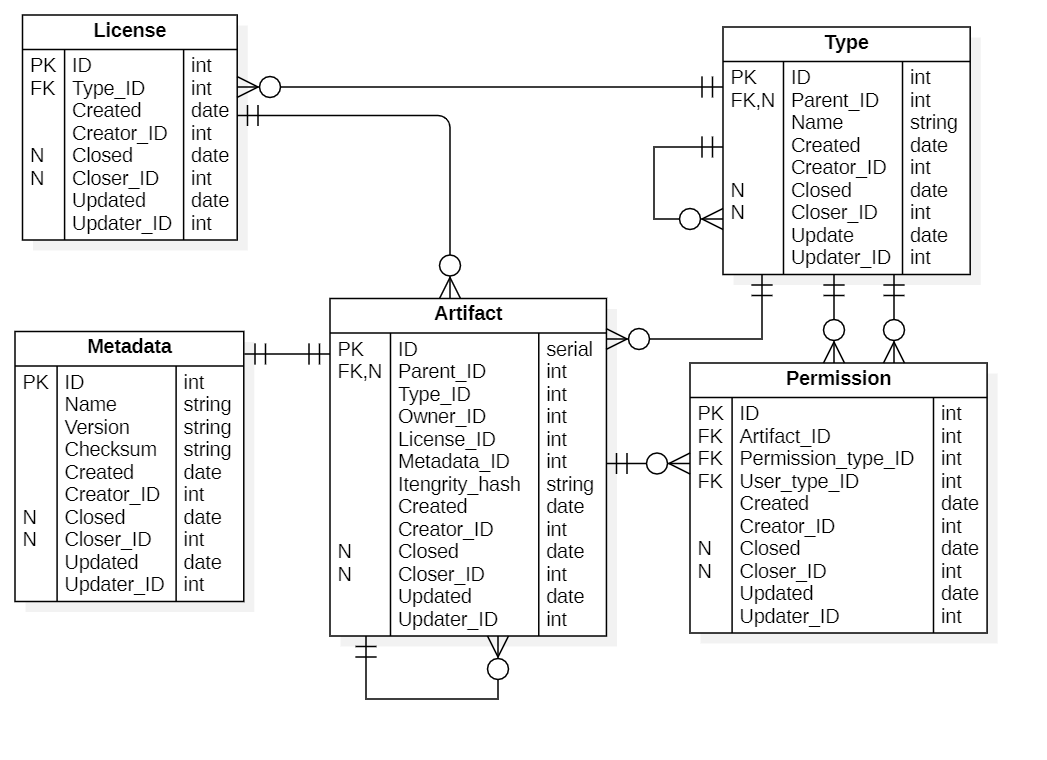 License
PK ID int
FK Type_ID int
Created date
Creator_ID int
N Closed date
N Closer_ID int
Updated date
Updater_ID int
Type
PK ID int
FK,N Parent_ID int
Name string
Created date
Creator_ID int
N Closed date
N Closer_ID int
Update date
Updater_ID int
Metadata
PK ID int
Name string
Version string
Checksum string
Created date
Creator_ID int
N Closed date
N Closer_ID int
Updated date
Updater_ID int
Artifact
PK ID serial
FK,N Parent_ID int
Type_ID int
Owner_ID int
License_ID int
Metadata_ID int
Itengrity_hash string
Created date
Creator_ID int
N Closed date
N Closer_ID int
Updated date
Updater_ID int
Permission
PK ID int
FK Artifact_ID int
FK Permission_type_ID int
FK User_type_ID int
Created date
Creator_ID int
N Closed date
N Closer_ID int
Updated date
Updater_ID int